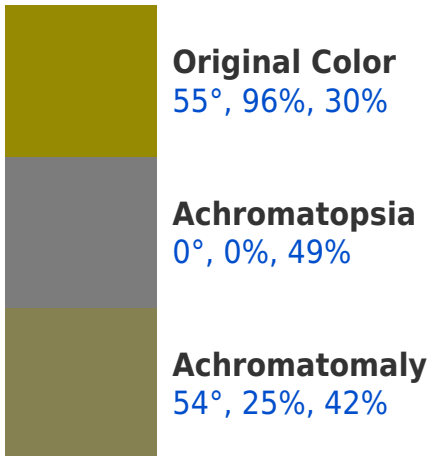 Original Color
55°, 96%, 30%
Achromatopsia
0°, 0%, 49%
Achromatomaly
54°, 25%, 42%